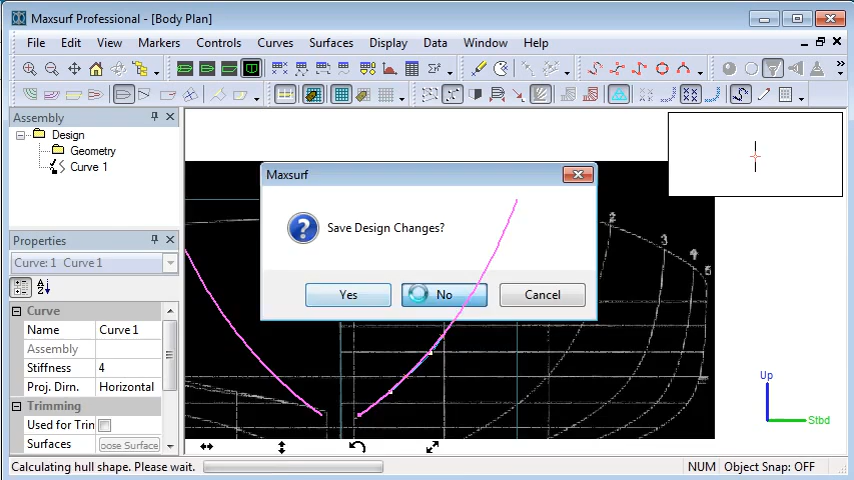 Maxsurf Professional - [Body Plan]
File Edit View Markers Controls Curves Surfaces Display Data Window Help
Assembly
Design
Geometry
Curve 1
Properties
Curve: 1 Curve 1
Curve
Name Curve 1
Assembly
Stiffness 4
Proj. Dirn. Horizontal
Trimming
Used for Trin
Surfaces oose Surface
Maxsurf
Save Design Changes?
Yes No Cancel
2
3
4
5
Up
Stbd
Calculating hull shape. Please wait.
NUM Object Snap: OFF